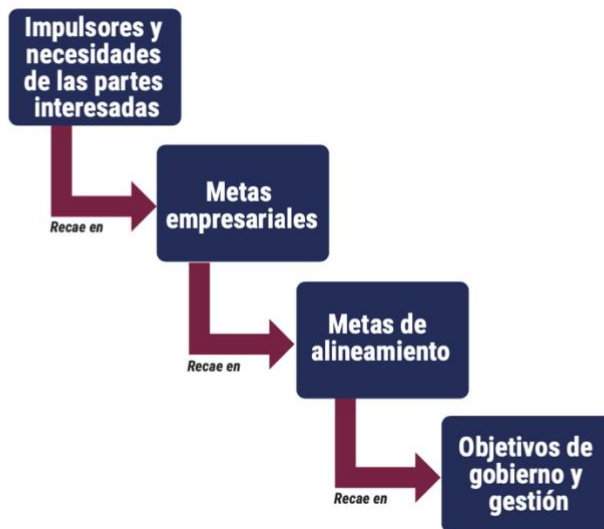 Impulsores y
necesidades
de las partes
interesadas
Recae en
Metas
empresariales
Recae en
Metas de
alineamiento
Recae en
Objetivos de
gobierno y
gestión